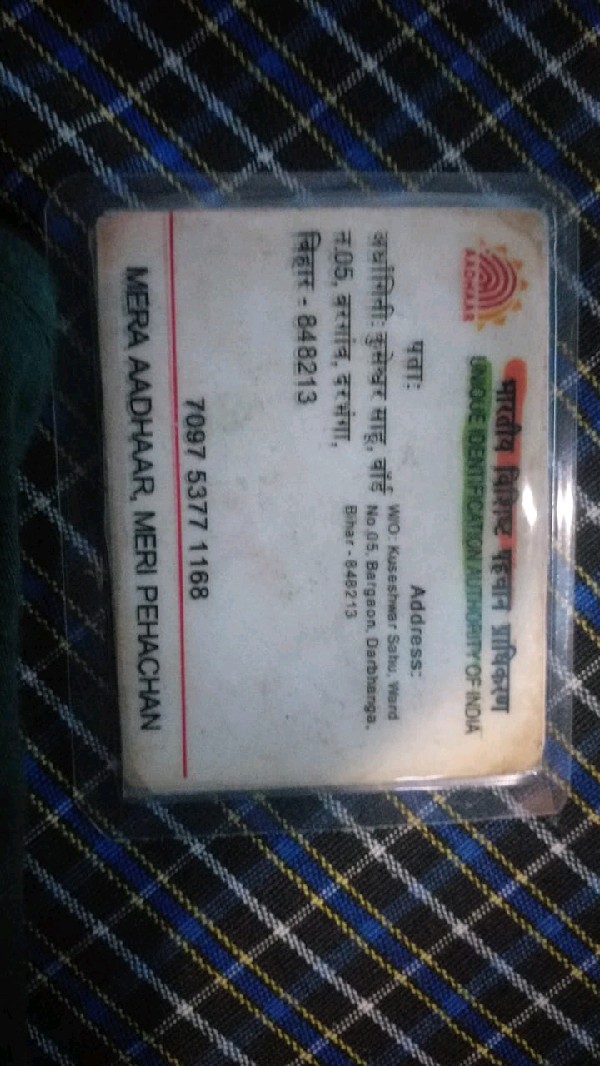 भारतीय विशिष्ट पहचान प्राधिकरण
UNIQUE IDENTIFICATION AUTHORITY OF INDIA
AADHAAR
पता:
अर्धांगिनी: कुसेश्वर साहू, वॉर्ड
न.05, बरगांव, दरभंगा,
बिहार - 848213
Address:
W/O: Kuseshwar Sahu, Ward
No 05, Bargaon, Darbhanga,
Bihar - 848213
7097 5377 1168
MERA AADHAAR, MERI PEHACHAN